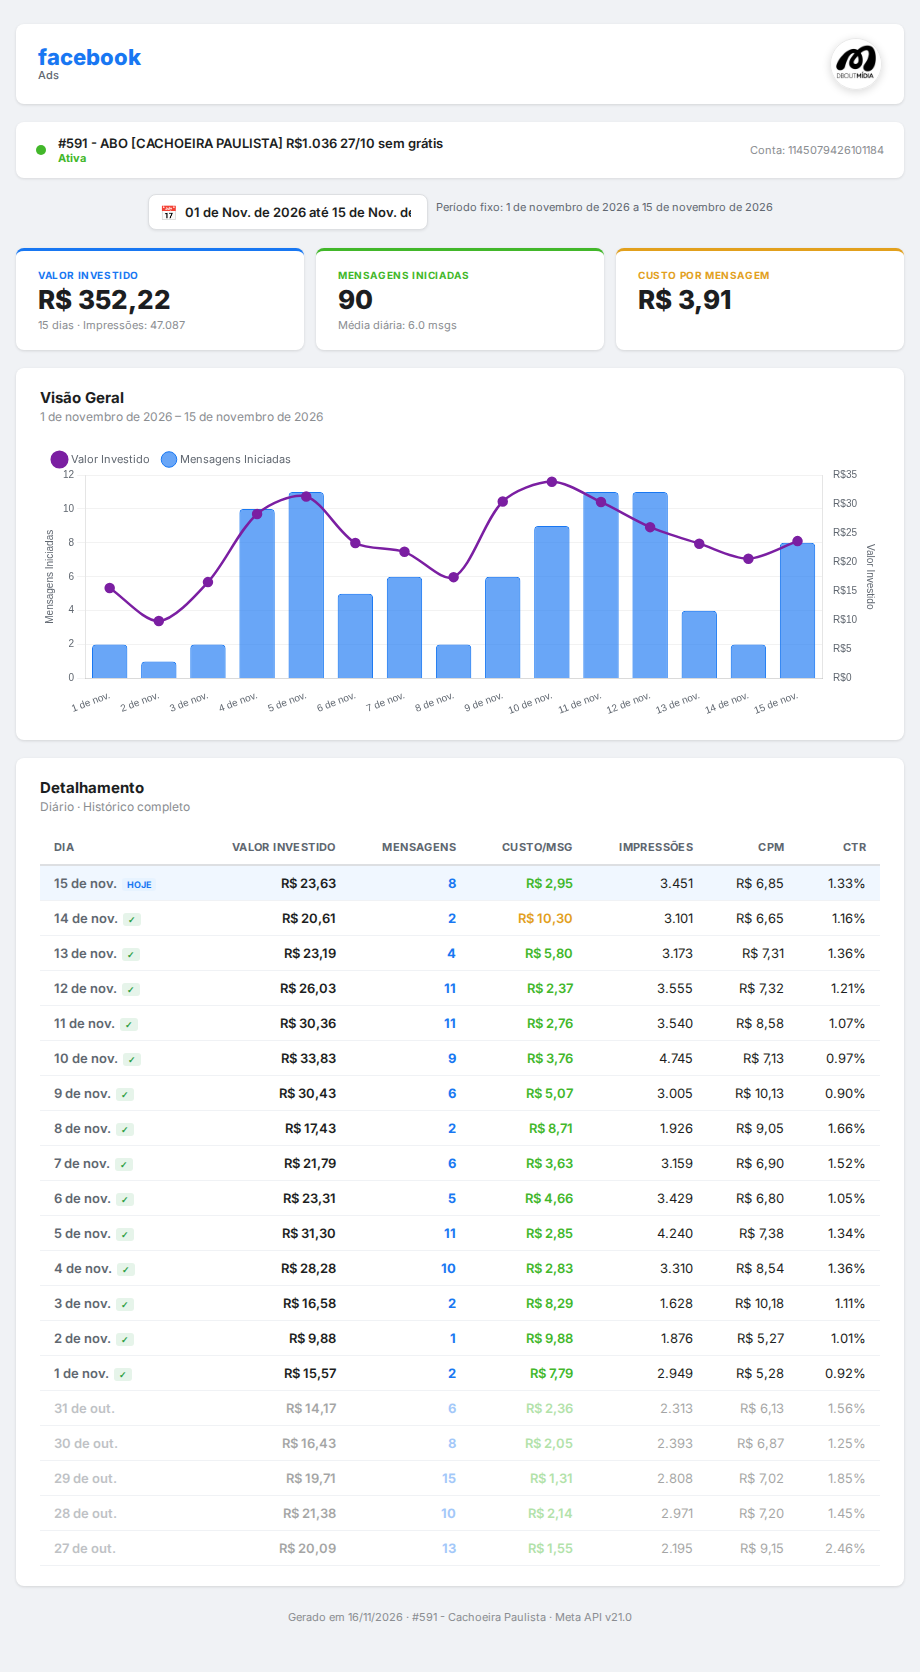 facebook
Ads
DBOUTMÍDIA
#591 - ABO [CACHOEIRA PAULISTA] R$1.036 27/10 sem grátis
Ativa
Conta: 1145079426101184
01 de Nov. de 2026 até 15 de Nov. de
Período fixo: 1 de novembro de 2026 a 15 de novembro de 2026
VALOR INVESTIDO
R$ 352,22
15 dias · Impressões: 47.087
MENSAGENS INICIADAS
90
Média diária: 6.0 msgs
CUSTO POR MENSAGEM
R$ 3,91
Visão Geral
1 de novembro de 2026 – 15 de novembro de 2026
Valor Investido Mensagens Iniciadas
12 R$35
R$30
10
R$25
8
R$20
6
R$15
4
R$10
2
R$5
0 R$0
Mensagens Iniciadas
Valor Investido
1 de nov. 2 de nov. 3 de nov. 4 de nov. 5 de nov. 6 de nov. 7 de nov. 8 de nov. 9 de nov. 10 de nov. 11 de nov. 12 de nov. 13 de nov. 14 de nov. 15 de nov.
Detalhamento
Diário · Histórico completo
DIA VALOR INVESTIDO MENSAGENS CUSTO/MSG IMPRESSÕES CPM CTR
15 de nov. HOJE R$ 23,63 8 R$ 2,95 3.451 R$ 6,85 1.33%
14 de nov. ✓ R$ 20,61 2 R$ 10,30 3.101 R$ 6,65 1.16%
13 de nov. ✓ R$ 23,19 4 R$ 5,80 3.173 R$ 7,31 1.36%
12 de nov. ✓ R$ 26,03 11 R$ 2,37 3.555 R$ 7,32 1.21%
11 de nov. ✓ R$ 30,36 11 R$ 2,76 3.540 R$ 8,58 1.07%
10 de nov. ✓ R$ 33,83 9 R$ 3,76 4.745 R$ 7,13 0.97%
9 de nov. ✓ R$ 30,43 6 R$ 5,07 3.005 R$ 10,13 0.90%
8 de nov. ✓ R$ 17,43 2 R$ 8,71 1.926 R$ 9,05 1.66%
7 de nov. ✓ R$ 21,79 6 R$ 3,63 3.159 R$ 6,90 1.52%
6 de nov. ✓ R$ 23,31 5 R$ 4,66 3.429 R$ 6,80 1.05%
5 de nov. ✓ R$ 31,30 11 R$ 2,85 4.240 R$ 7,38 1.34%
4 de nov. ✓ R$ 28,28 10 R$ 2,83 3.310 R$ 8,54 1.36%
3 de nov. ✓ R$ 16,58 2 R$ 8,29 1.628 R$ 10,18 1.11%
2 de nov. ✓ R$ 9,88 1 R$ 9,88 1.876 R$ 5,27 1.01%
1 de nov. ✓ R$ 15,57 2 R$ 7,79 2.949 R$ 5,28 0.92%
31 de out. R$ 14,17 6 R$ 2,36 2.313 R$ 6,13 1.56%
30 de out. R$ 16,43 8 R$ 2,05 2.393 R$ 6,87 1.25%
29 de out. R$ 19,71 15 R$ 1,31 2.808 R$ 7,02 1.85%
28 de out. R$ 21,38 10 R$ 2,14 2.971 R$ 7,20 1.45%
27 de out. R$ 20,09 13 R$ 1,55 2.195 R$ 9,15 2.46%
Gerado em 16/11/2026 · #591 - Cachoeira Paulista · Meta API v21.0